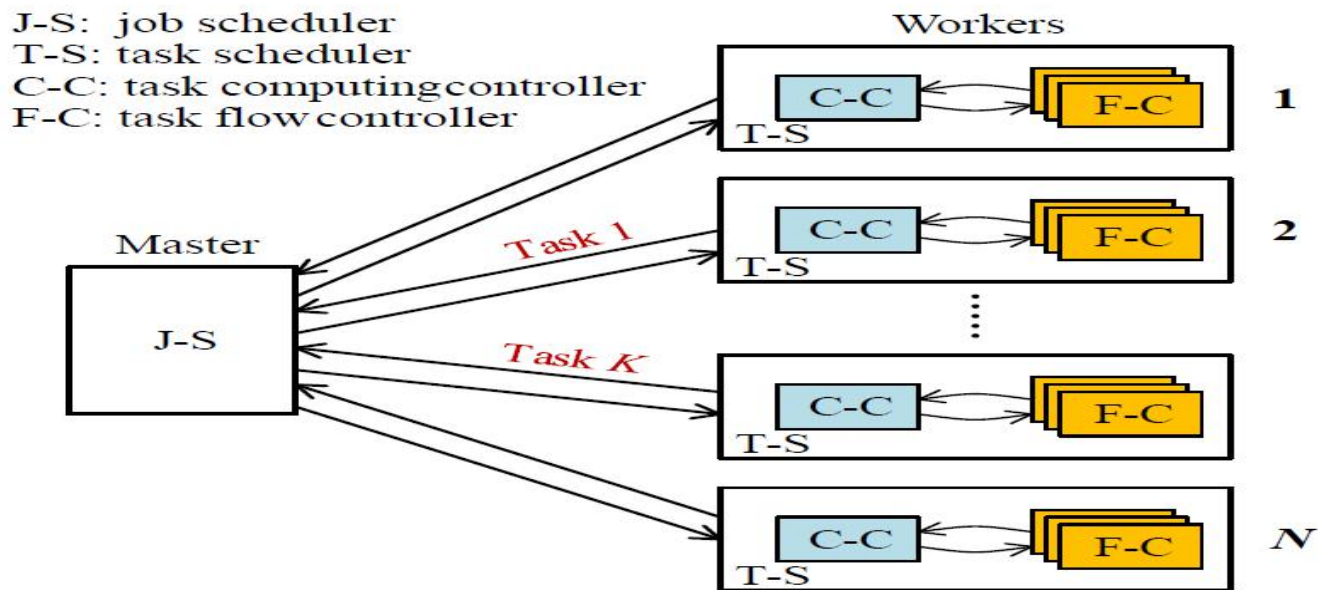 J-S: job scheduler
T-S: task scheduler
C-C: task computingcontroller
F-C: task flowcontroller
Workers
C-C
F-C
T-S
1
C-C
F-C
T-S
2
Task 1
Master
J-S
Task K
C-C
F-C
T-S
C-C
F-C
T-S
N